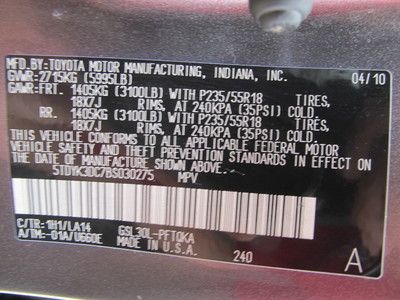 MFD.BY:TOYOTA MOTOR MANUFACTURING, INDIANA, INC.
GVWR:2715KG (5995LB) 04/10
GAWR:FRT. 1405KG (3100LB) WITH P235/55R18 TIRES,
18X7J RIMS, AT 240KPA (35PSI) COLD.
RR. 1405KG (3100LB) WITH P235/55R18 TIRES,
18X7J RIMS, AT 240KPA (35PSI) COLD.
THIS VEHICLE CONFORMS TO ALL APPLICABLE FEDERAL MOTOR
VEHICLE SAFETY AND THEFT PREVENTION STANDARDS IN EFFECT
ON THE DATE OF MANUFACTURE SHOWN ABOVE.
5TDYK3DC7BS030275 MPV
C/TR: 1H1/LA14 GSL30L-PFTQKA
A/TM:-01A/U660E MADE IN U.S.A. 240 A